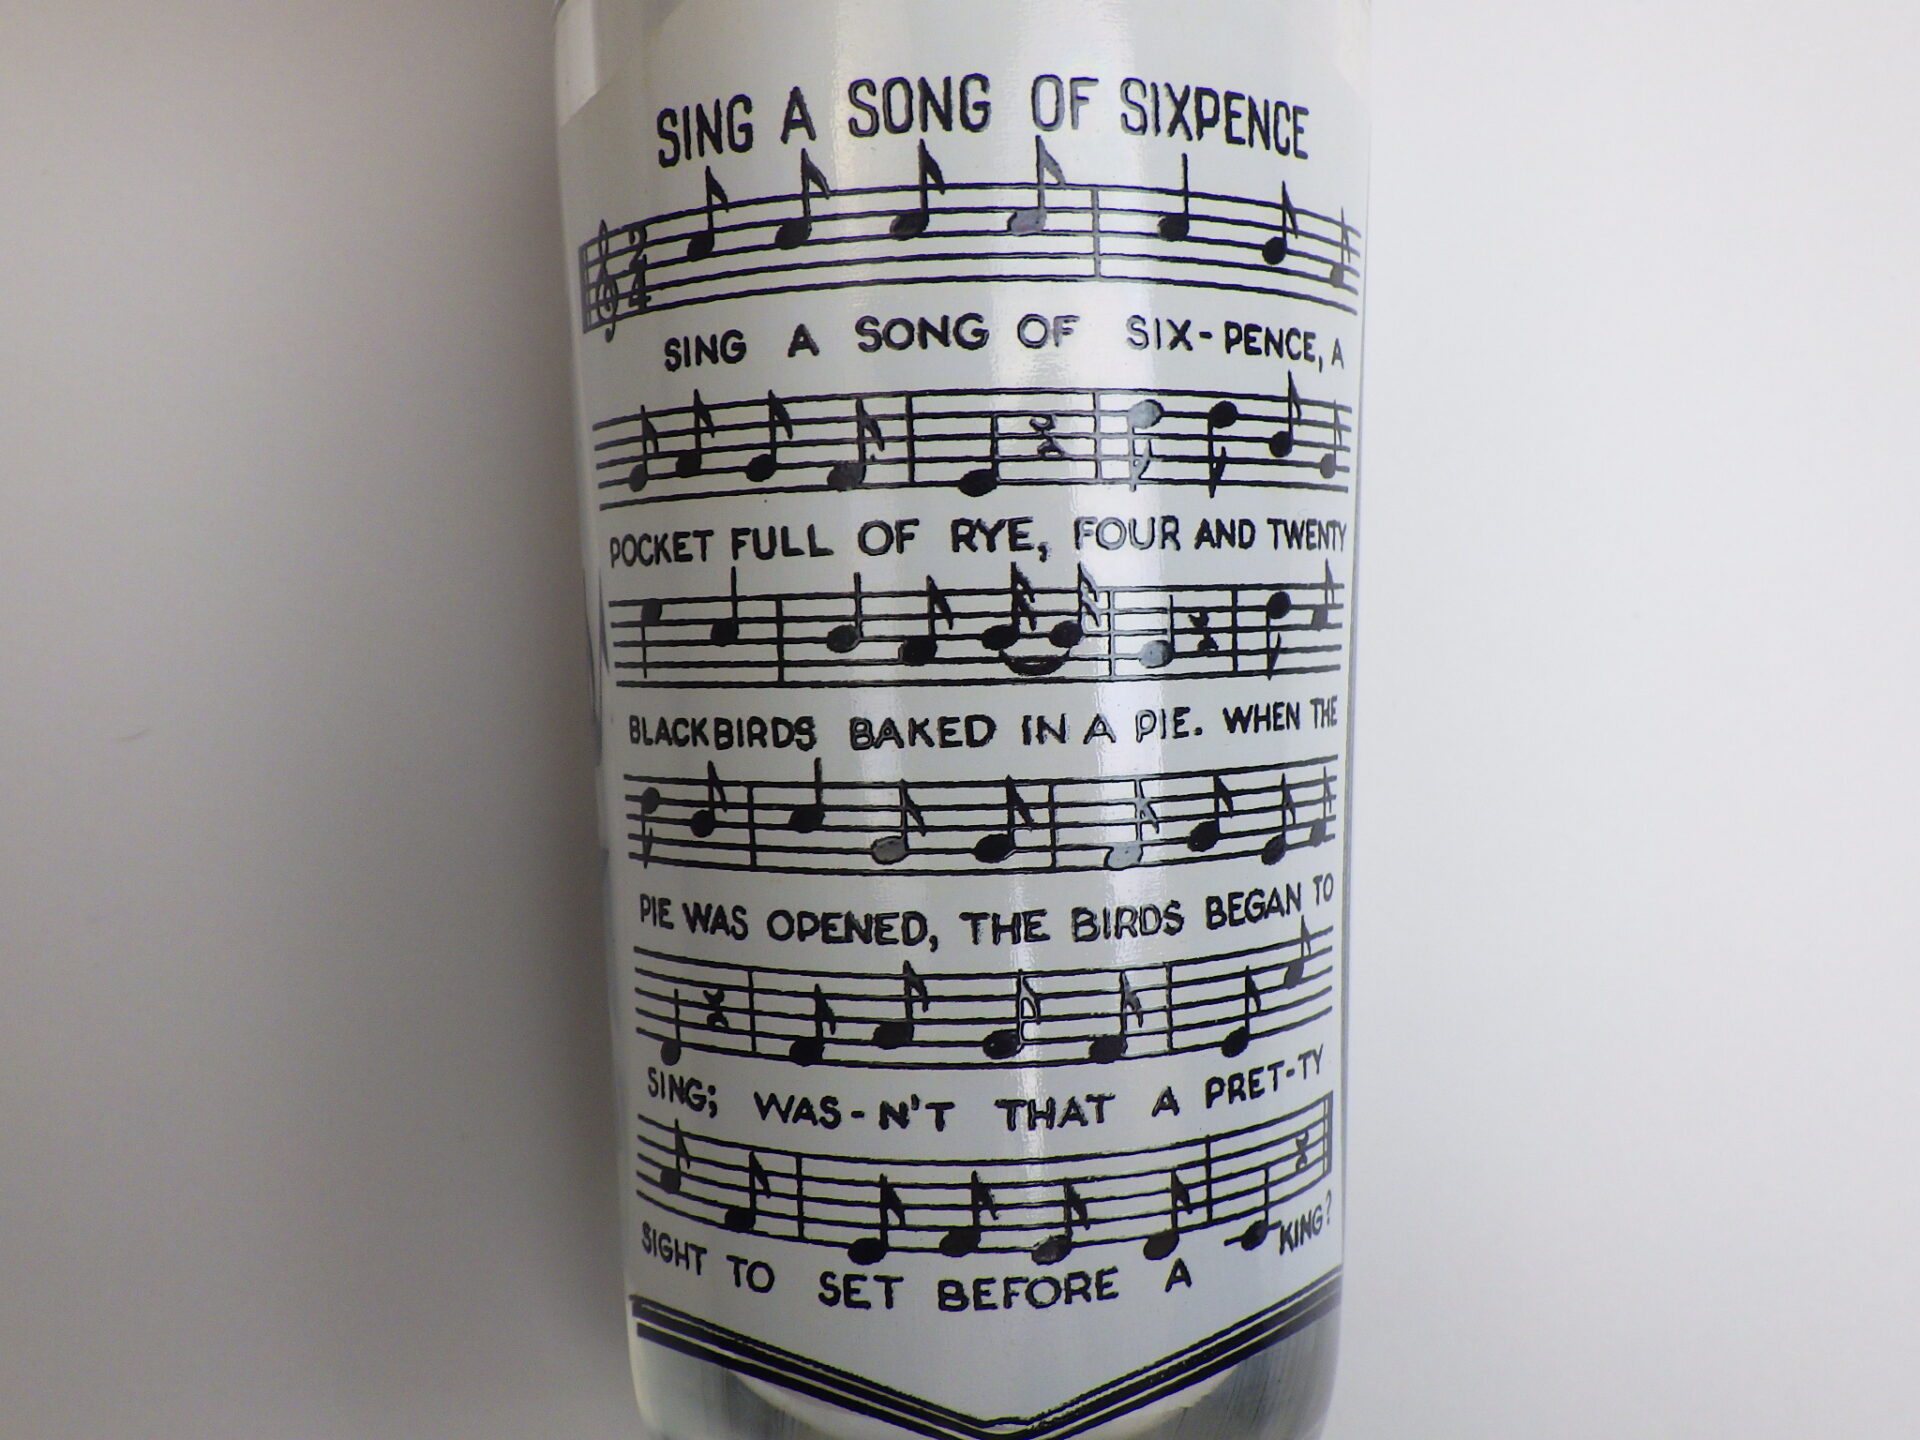 SING A SONG OF SIXPENCE
2
4
SING A SONG OF SIX-PENCE, A
POCKET FULL OF RYE, FOUR AND TWENTY
BLACKBIRDS BAKED IN A PIE. WHEN THE
PIE WAS OPENED, THE BIRDS BEGAN TO
SING; WAS-N'T THAT A PRET-TY
SIGHT TO SET BEFORE A KING?